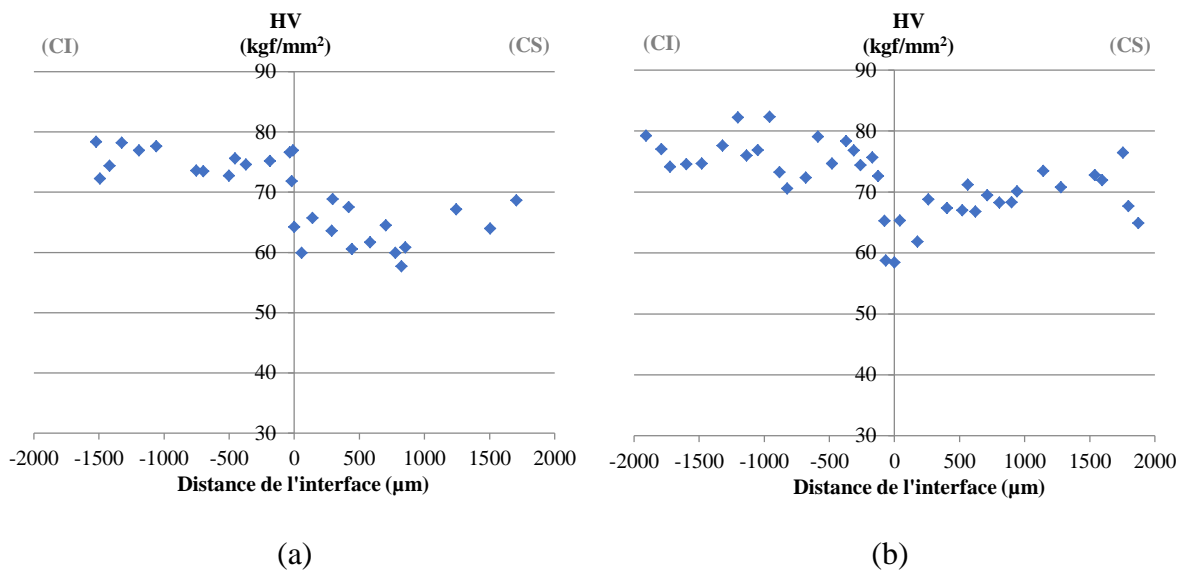 HV
(kgf/mm²)
(CI)
(CS)
90
80
70
60
50
40
30
-2000 -1500 -1000 -500 0 500 1000 1500 2000
Distance de l'interface (µm)
(a)
HV
(kgf/mm²)
(CI)
(CS)
90
80
70
60
50
40
30
-2000 -1500 -1000 -500 0 500 1000 1500 2000
Distance de l'interface (µm)
(b)